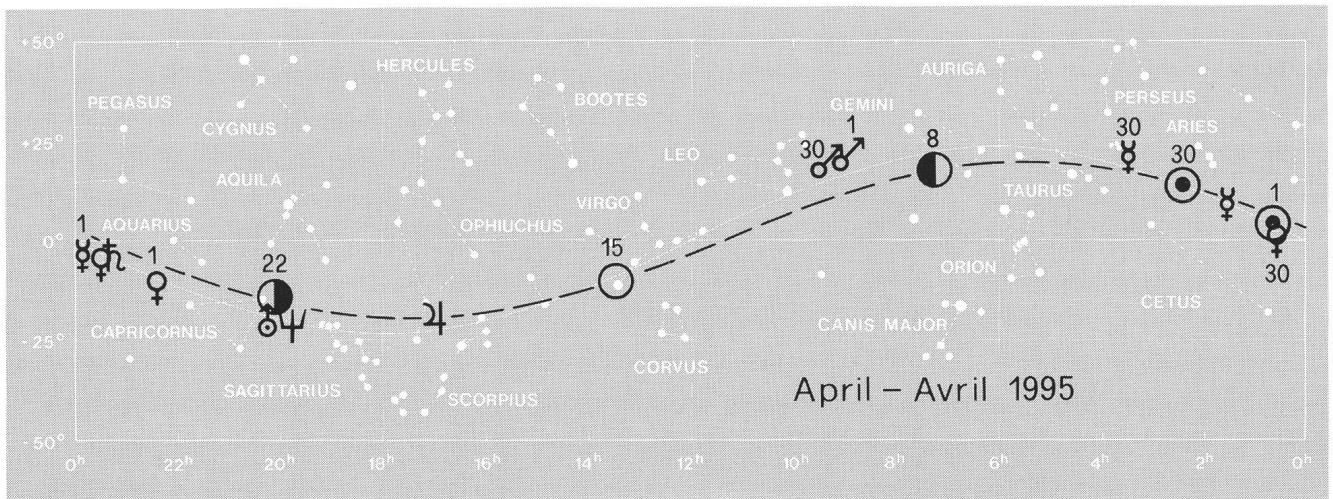 +50°
HERCULES
AURIGA
PEGASUS
BOOTES
GEMINI
PERSEUS
CYGNUS
1
30
ARIES
+25°
30
8
30
LEO
AQUILA
TAURUS
1
VIRGO
1
AQUARIUS
OPHIUCHUS
0°
1
22
15
ORION
30
CETUS
CAPRICORNUS
CANIS MAJOR
-25°
CORVUS
SAGITTARIUS
SCORPIUS
April – Avril 1995
-50°
0h 22h 20h 18h 16h 14h 12h 10h 8h 6h 4h 2h 0h